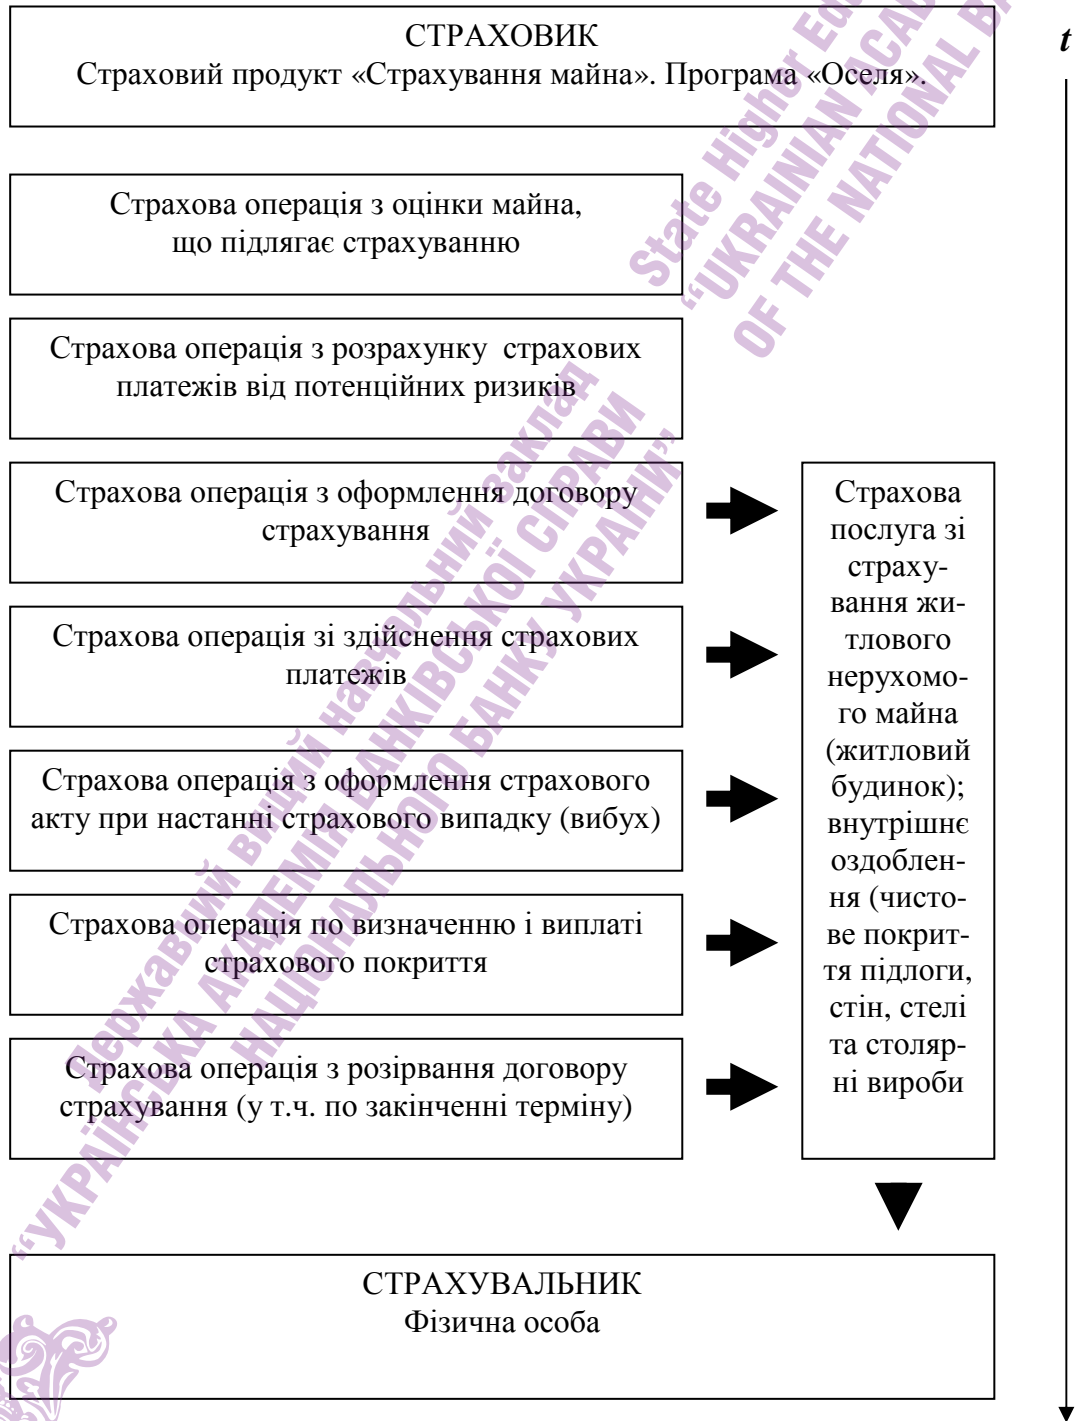 СТРАХОВИК
Страховий продукт «Страхування майна». Програма «Оселя».
t
Страхова операція з оцінки майна,
що підлягає страхуванню
Страхова операція з розрахунку страхових
платежів від потенційних ризиків
Страхова операція з оформлення договору
страхування
Страхова операція зі здійснення страхових
платежів
Страхова операція з оформлення страхового
акту при настанні страхового випадку (вибух)
Страхова операція по визначенню і виплаті
страхового покриття
Страхова операція з розірвання договору
страхування (у т.ч. по закінченні терміну)
Страхова
послуга зі
страху-
вання жи-
тлового
нерухомо-
го майна
(житловий
будинок);
внутрішнє
оздоблен-
ня (чисто-
ве покрит-
тя підлоги,
стін, стелі
та столяр-
ні вироби
СТРАХУВАЛЬНИК
Фізична особа
Державний вищий навчальний заклад
“УКРАЇНСЬКА АКАДЕМІЯ БАНКІВСЬКОЇ СПРАВИ
НАЦІОНАЛЬНОГО БАНКУ УКРАЇНИ”
State Higher
“UKRAINIAN
OF THE NATIONAL